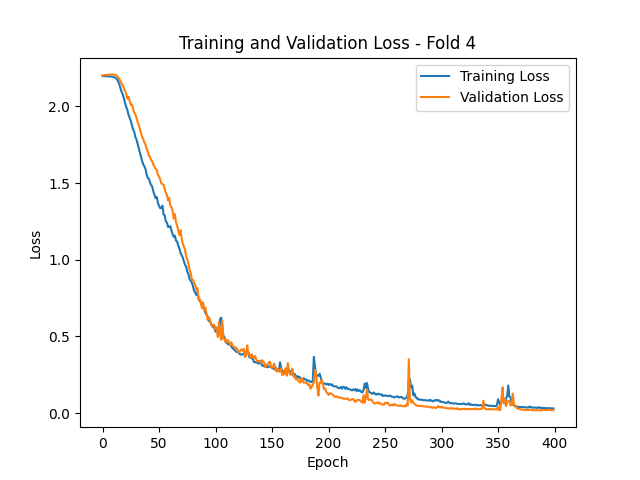 Training and Validation Loss - Fold 4
Training Loss
Validation Loss
Loss
2.0
1.5
1.0
0.5
0.0
0 50 100 150 200 250 300 350 400
Epoch